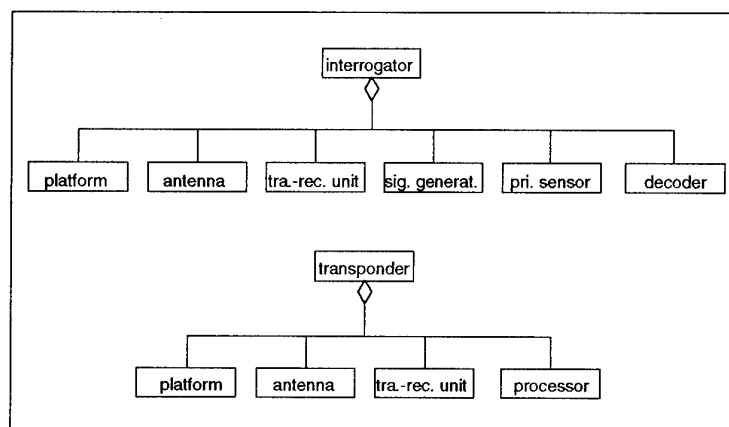 interrogator
platform
antenna
tra.-rec. unit
sig. generat.
pri. sensor
decoder
transponder
platform
antenna
tra.-rec. unit
processor